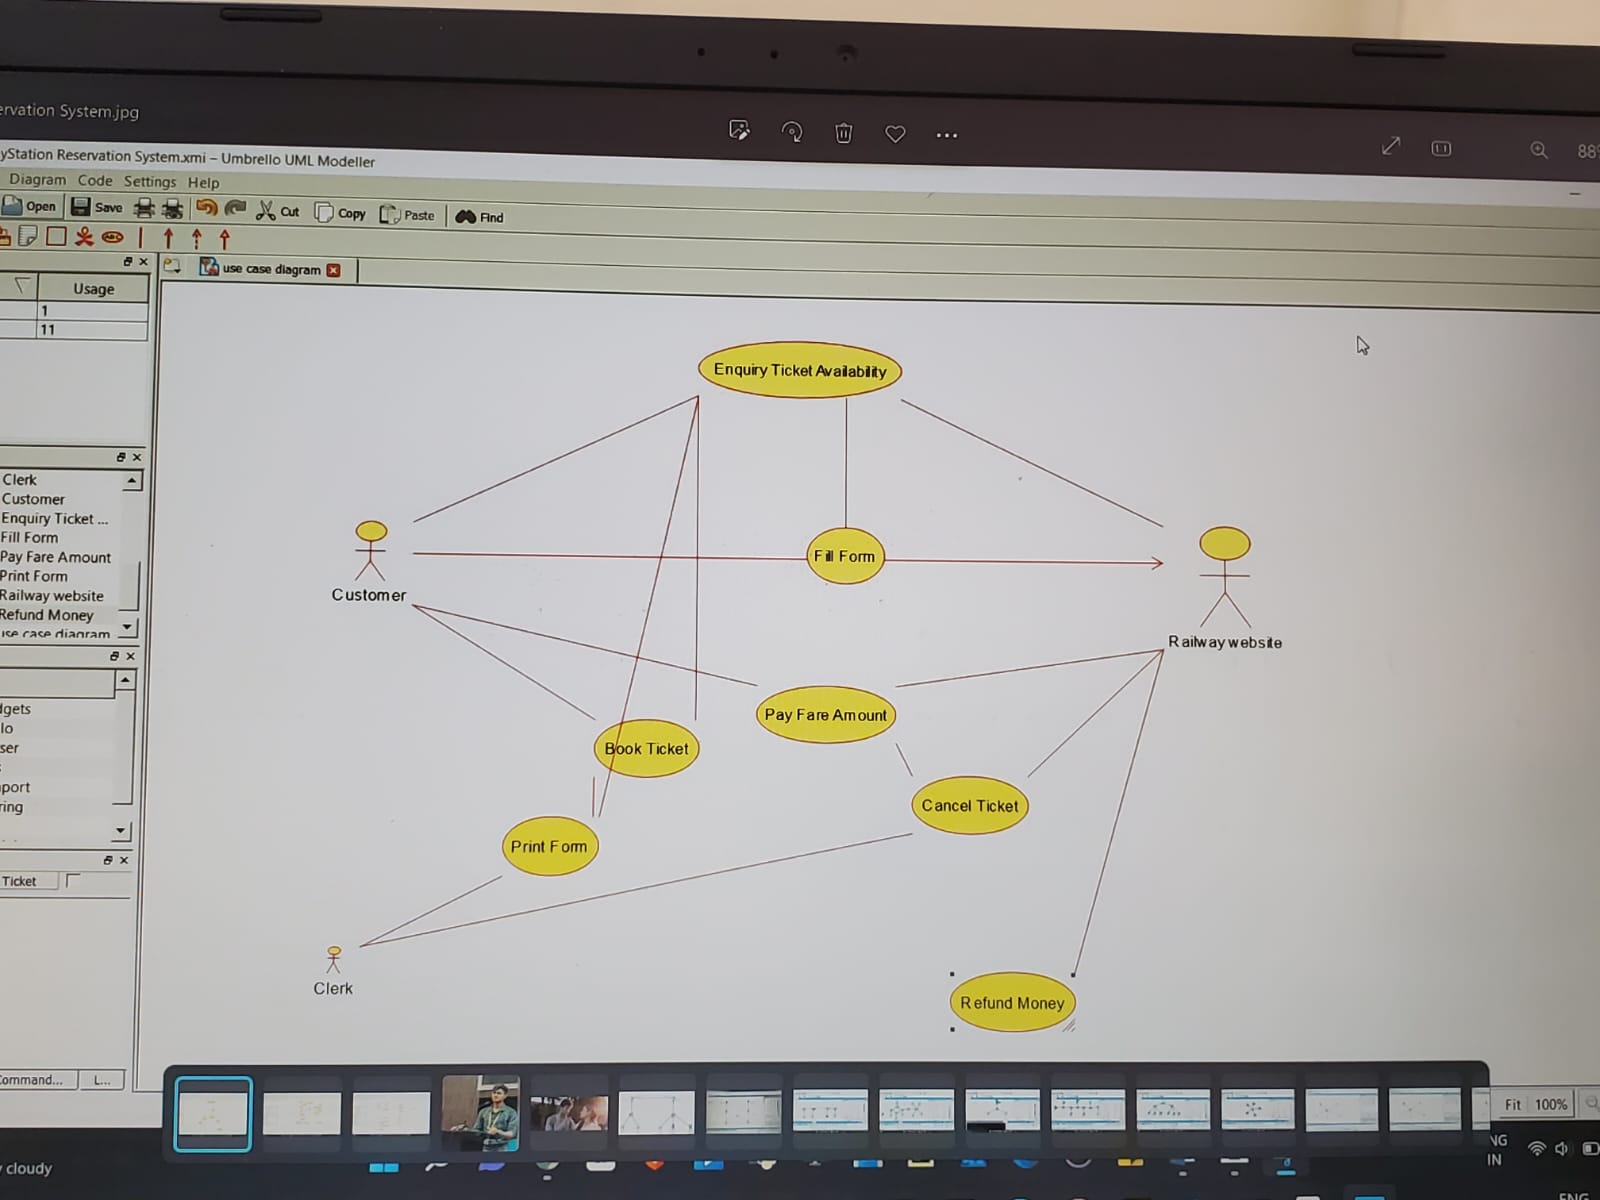 ervation System.jpg
88
yStation Reservation System.xmi – Umbrello UML Modeller
Diagram Code Settings Help
Open Save Cut Copy Paste Find
use case diagram
Usage
1
11
Enquiry Ticket Availability
Clerk
Customer
Enquiry Ticket ...
Fill Form
Pay Fare Amount
Print Form
Railway website
Refund Money
use case diagram
Fill Form
Customer
Railway website
Pay Fare Amount
Book Ticket
Cancel Ticket
Print Form
Clerk
Refund Money
dgets
lo
ser
port
ring
Ticket
Command... L...
Fit 100%
cloudy
NG
IN
ENG